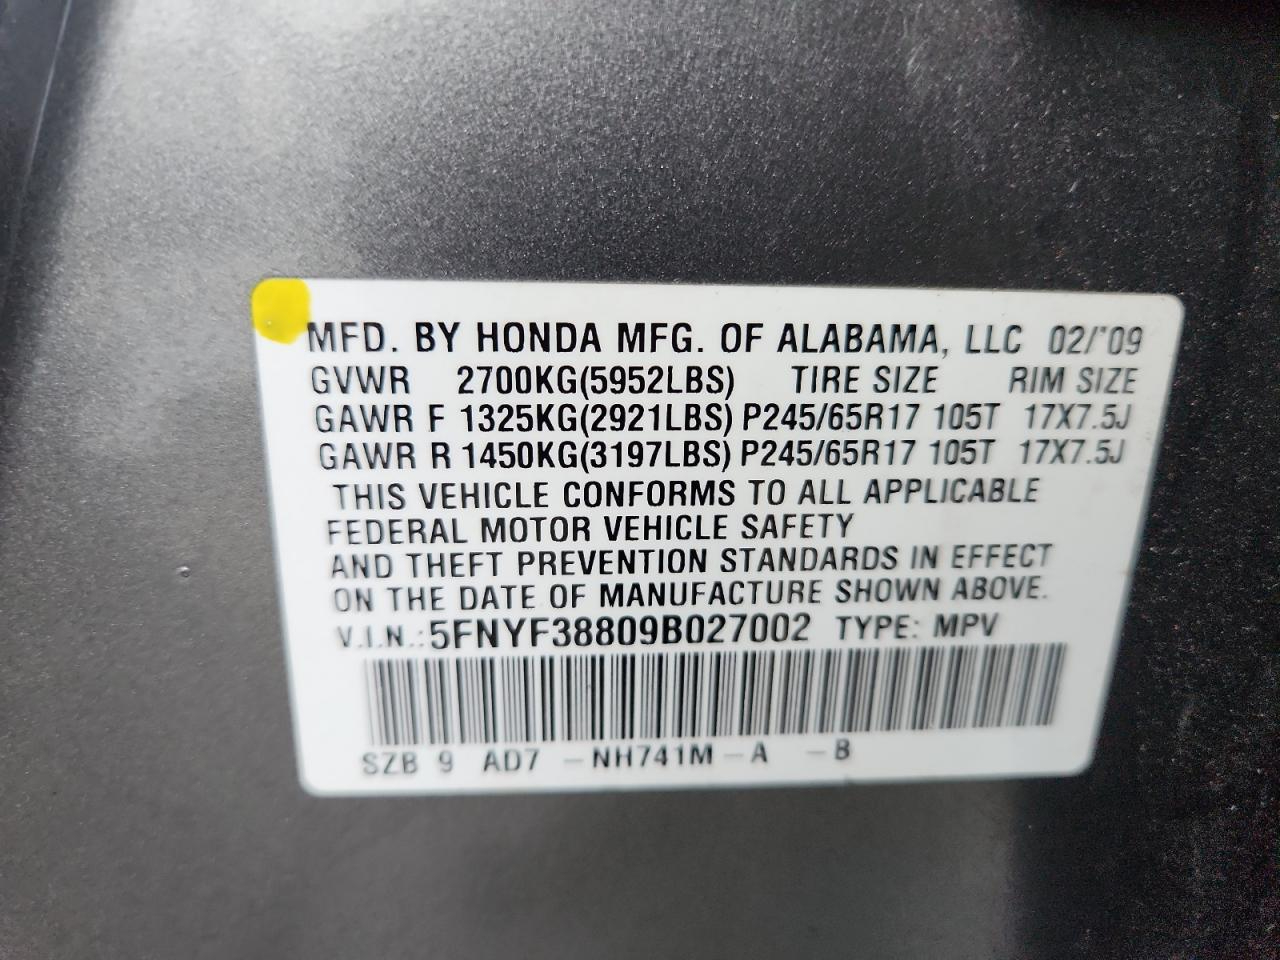 MFD. BY HONDA MFG. OF ALABAMA, LLC 02/'09
GVWR 2700KG(5952LBS) TIRE SIZE RIM SIZE
GAWR F 1325KG(2921LBS) P245/65R17 105T 17X7.5J
GAWR R 1450KG(3197LBS) P245/65R17 105T 17X7.5J
THIS VEHICLE CONFORMS TO ALL APPLICABLE
FEDERAL MOTOR VEHICLE SAFETY
AND THEFT PREVENTION STANDARDS IN EFFECT
ON THE DATE OF MANUFACTURE SHOWN ABOVE.
V.I.N.:5FNYF38809B027002 TYPE: MPV
SZB 9 AD7 -NH741M-A -B